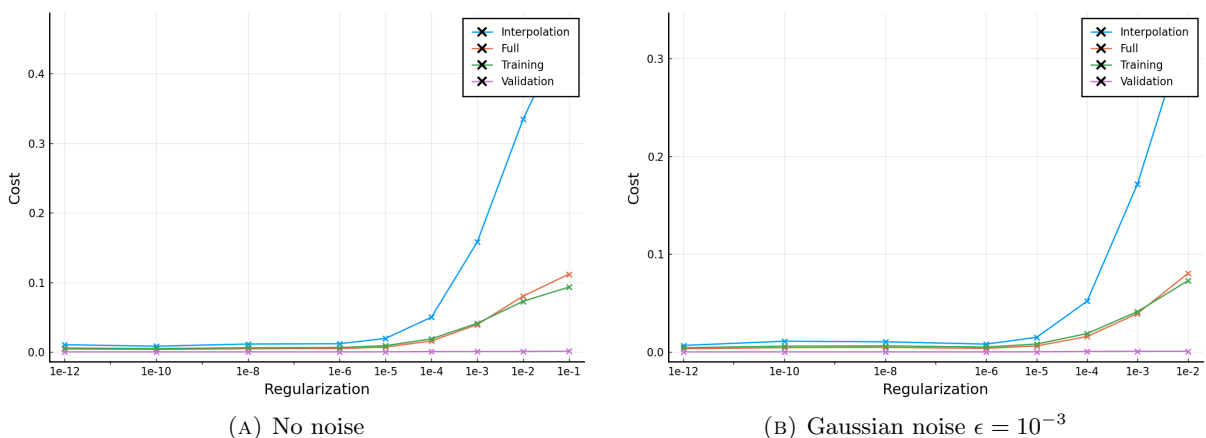 Interpolation
Full
Training
Validation
0.4
0.3
0.2
0.1
0.0
Cost
1e-12 1e-10 1e-8 1e-6 1e-5 1e-4 1e-3 1e-2 1e-1
Regularization
(A) No noise
Interpolation
Full
Training
Validation
0.3
0.2
0.1
0.0
Cost
1e-12 1e-10 1e-8 1e-6 1e-5 1e-4 1e-3 1e-2
Regularization
(B) Gaussian noise ϵ = 10⁻³